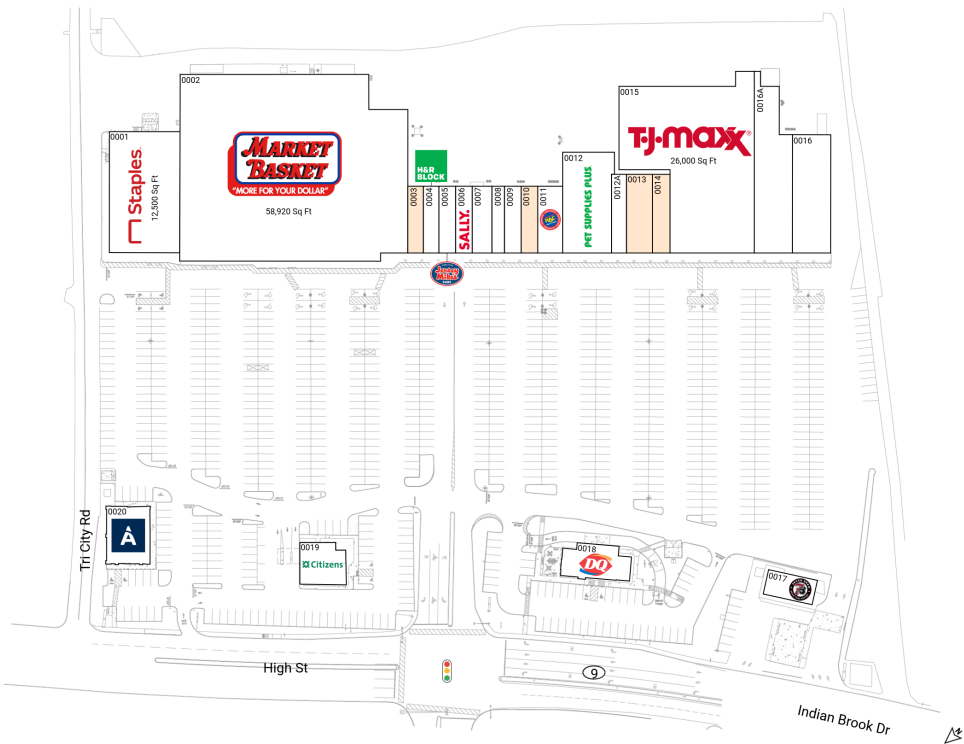 0002
MARKET
BASKET
"MORE FOR YOUR DOLLAR"
58,920 Sq Ft
0001
Staples
12,500 Sq Ft
H&R
BLOCK
0003
0004
0005
0006
SALLY.
0007
0008
0009
0010
0011
0012
PET SUPPLIES PLUS
0012A
0013
0014
0015
T·J·maxx®
26,000 Sq Ft
0016A
0016
Jersey
Mike's
SUBS
0020
A
0019
Citizens
0018
DQ
0017
Tri City Rd
High St
9
Indian Brook Dr